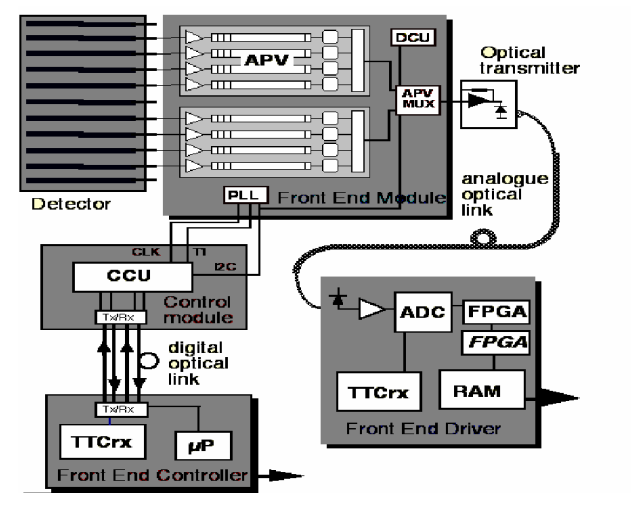 DCU
Optical
transmitter
APV
APV
MUX
analogue
optical
link
PLL
Front End Module
Detector
CLK
T1
I2C
CCU
Control
module
Tx/Rx
digital
optical
link
ADC
FPGA
FPGA
TTCrx
RAM
Front End Driver
Tx/Rx
TTCrx
µP
Front End Controller